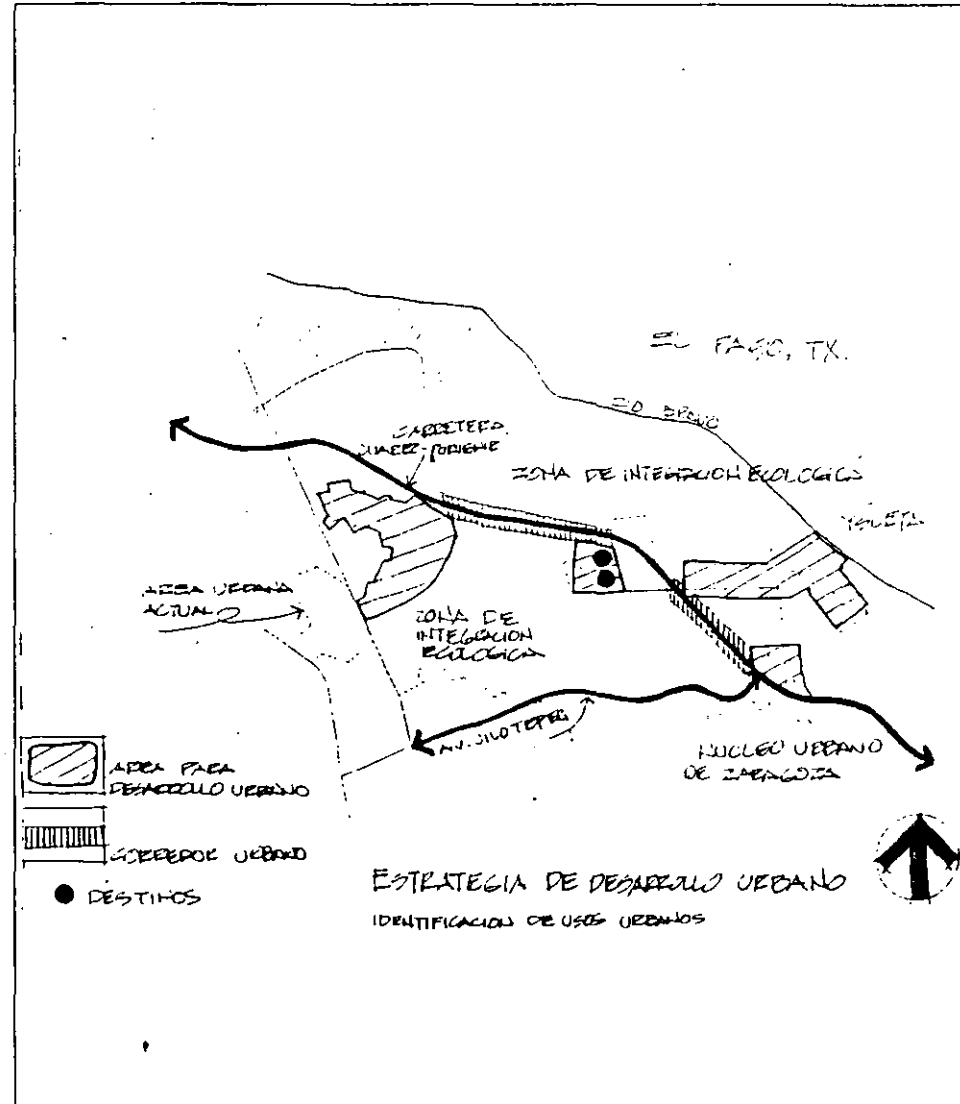 EL PASO, TX.
RIO BRAVO
CARRETERA
JUAREZ-PORVENIR
ZONA DE INTEGRACION ECOLOGICA
YSLETA
AREA URBANA
ACTUAL
ZONA DE
INTEGRACION
ECOLOGICA
AV. JILOTEPEC
NUCLEO URBANO
DE ZARAGOZA
AREA PARA
DESARROLLO URBANO
CORREDOR URBANO
DESTINOS
ESTRATEGIA DE DESARROLLO URBANO
IDENTIFICACION DE USOS URBANOS